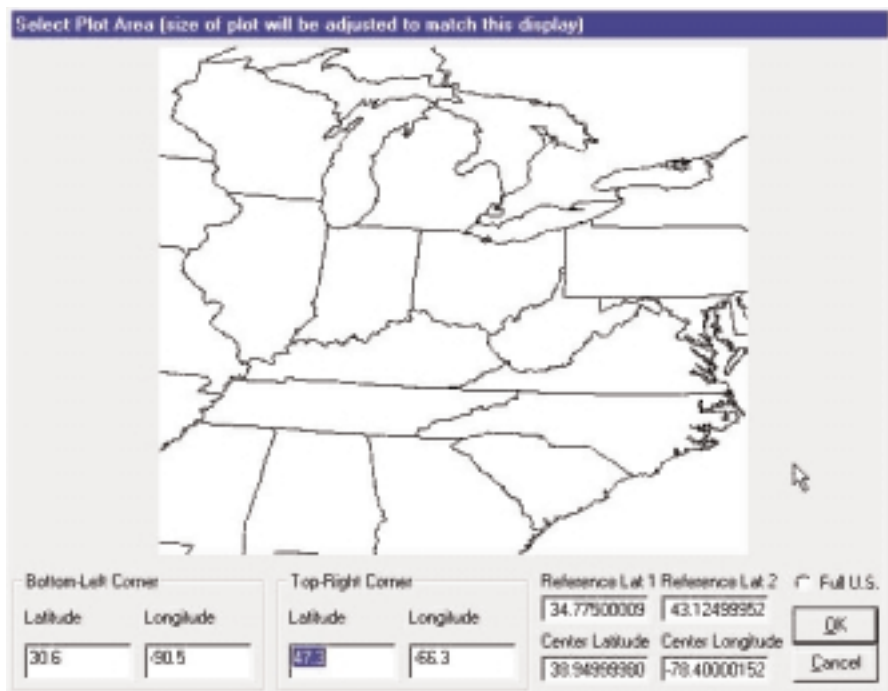 Select Plot Area (size of plot will be adjusted to match this display)
Bottom-Left Corner
Latitude
Longitude
30.6
-90.5
Top-Right Corner
Latitude
Longitude
47.3
-66.3
Reference Lat 1
Reference Lat 2
34.77500009
43.12499952
Center Latitude
Center Longitude
38.94999980
-78.40000152
Full U.S.
OK
Cancel